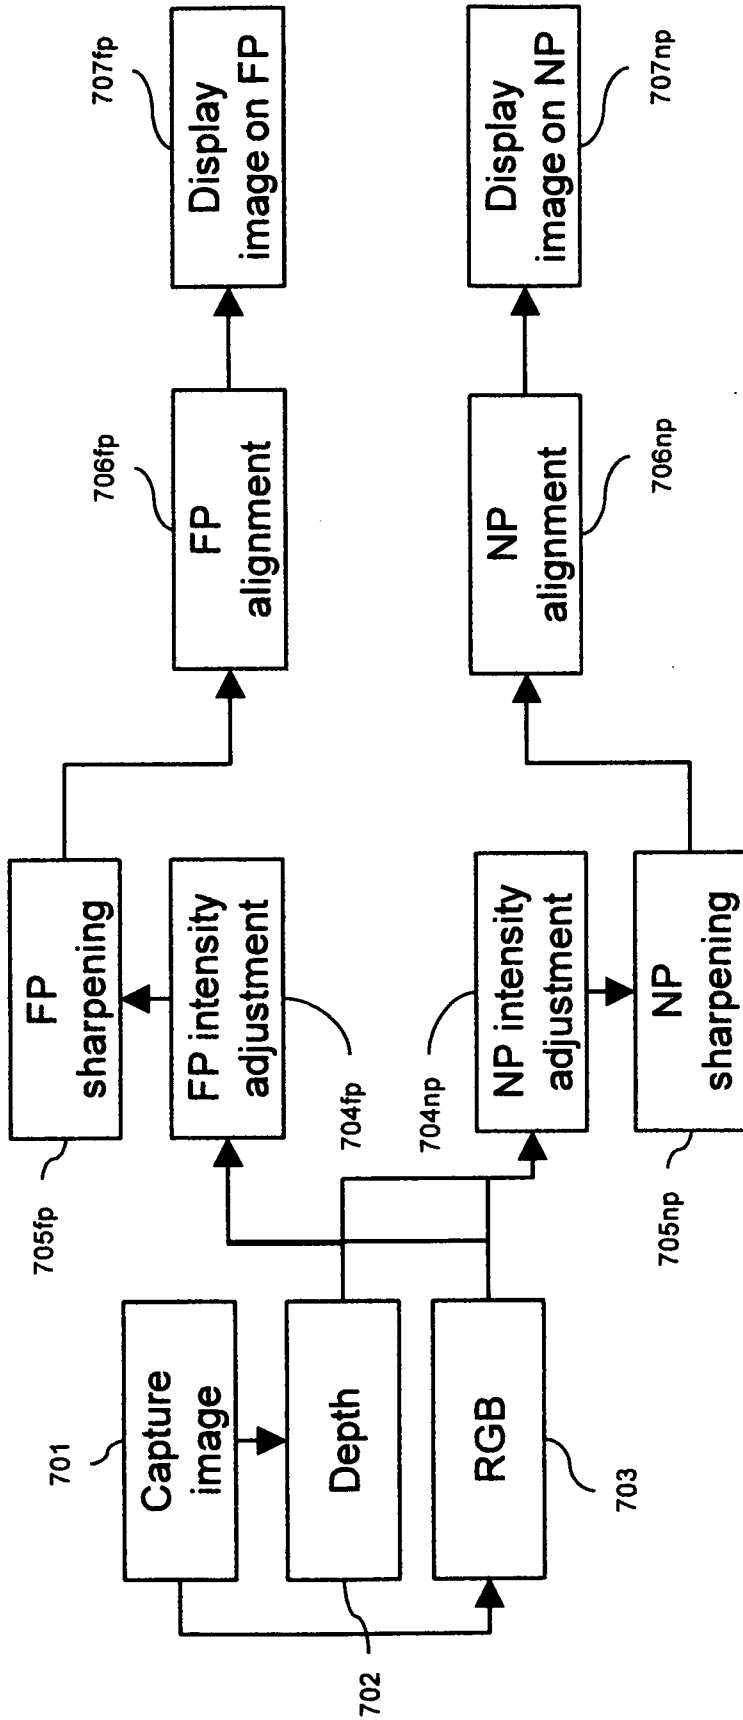 701
Capture
image
702
Depth
703
RGB
704fp
FP intensity
adjustment
705fp
FP
sharpening
706fp
FP
alignment
707fp
Display
image on FP
704np
NP intensity
adjustment
705np
NP
sharpening
706np
NP
alignment
707np
Display
image on NP